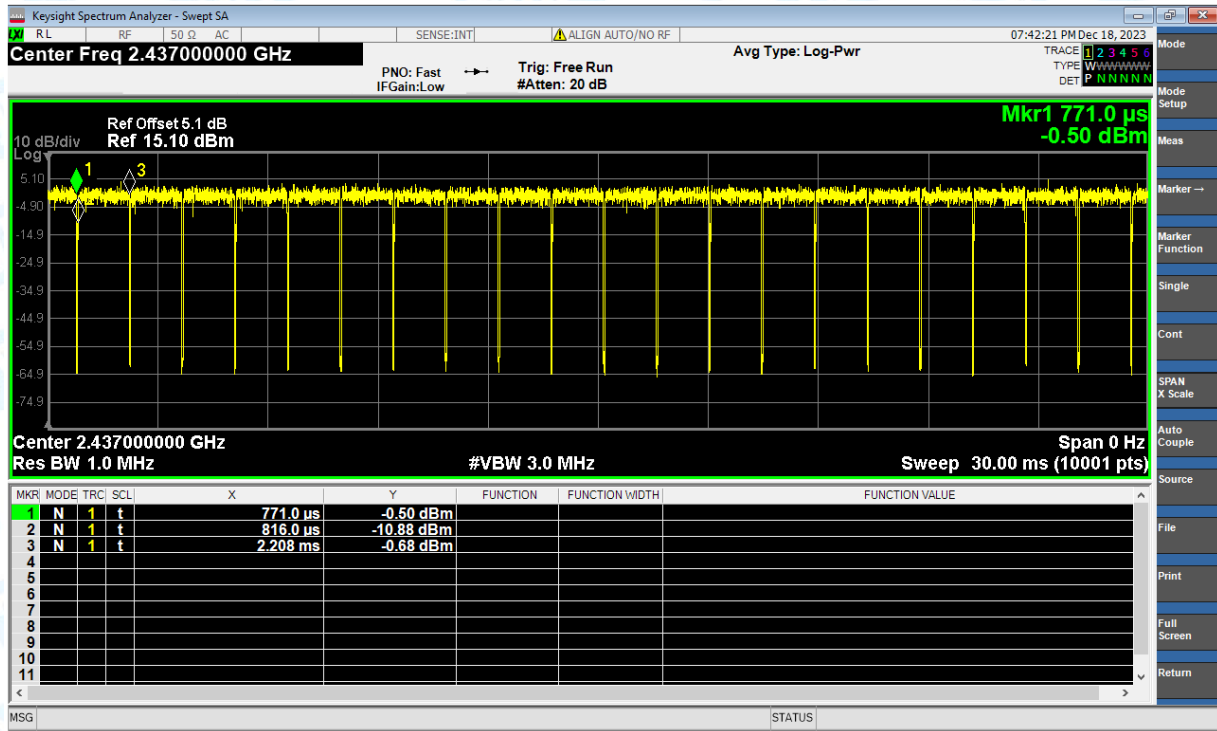 Keysight Spectrum Analyzer - Swept SA
LXI RL RF 50 Ω AC SENSE:INT ALIGN AUTO/NO RF 07:42:21 PM Dec 18, 2023
Center Freq 2.437000000 GHz
PNO: Fast
IFGain:Low
Trig: Free Run
#Atten: 20 dB
Avg Type: Log-Pwr
TRACE 1 2 3 4 5 6
TYPE WWWWWW
DET P N N N N N
Mkr1 771.0 µs
-0.50 dBm
Ref Offset 5.1 dB
10 dB/div Ref 15.10 dBm
Log
1
2
3
5.10
-4.90
-14.9
-24.9
-34.9
-44.9
-54.9
-64.9
-74.9
Center 2.437000000 GHz Span 0 Hz
Res BW 1.0 MHz #VBW 3.0 MHz Sweep 30.00 ms (10001 pts)
MKR MODE TRC SCL X Y FUNCTION FUNCTION WIDTH FUNCTION VALUE
1 N 1 t 771.0 µs -0.50 dBm
2 N 1 t 816.0 µs -10.88 dBm
3 N 1 t 2.208 ms -0.68 dBm
4
5
6
7
8
9
10
11
MSG STATUS
Mode
Mode
Setup
Meas
Marker →
Marker
Function
Single
Cont
SPAN
X Scale
Auto
Couple
Source
File
Print
Full
Screen
Return